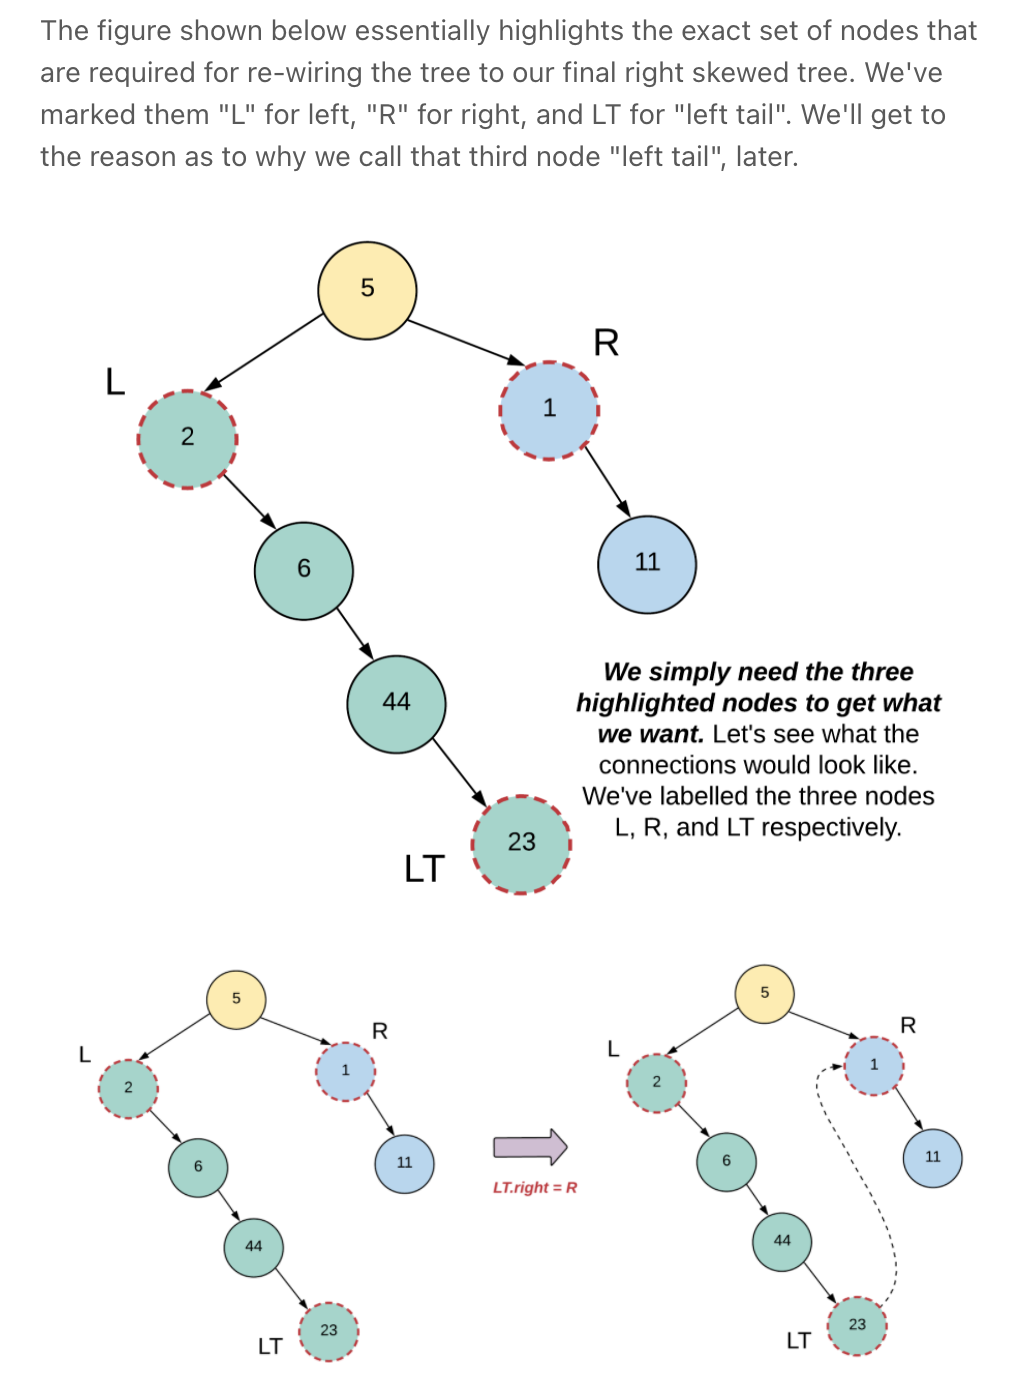 The figure shown below essentially highlights the exact set of nodes that
are required for re-wiring the tree to our final right skewed tree. We've
marked them "L" for left, "R" for right, and LT for "left tail". We'll get to
the reason as to why we call that third node "left tail", later.
5
R
L
1
2
11
6
We simply need the three
highlighted nodes to get what
we want. Let's see what the
connections would look like.
We've labelled the three nodes
L, R, and LT respectively.
44
23
LT
5
R
L
1
2
11
6
44
23
LT
LT.right = R
5
R
L
1
2
11
6
44
23
LT